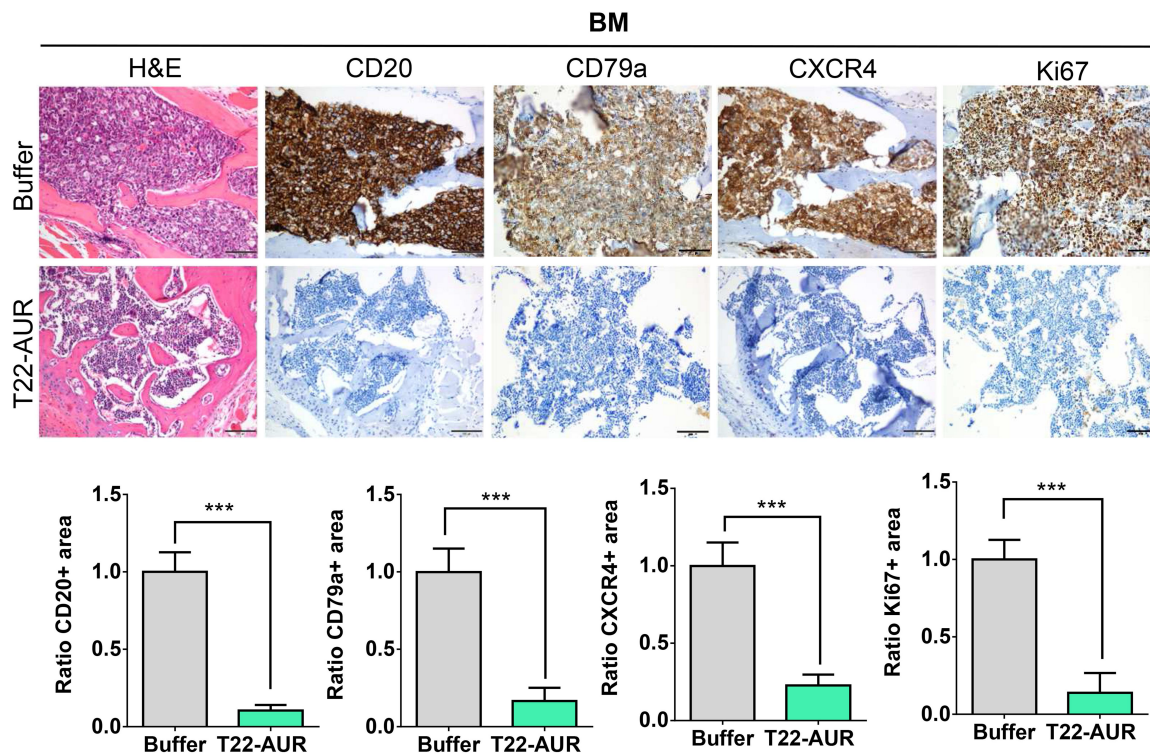 BM
H&E CD20 CD79a CXCR4 Ki67
Buffer
T22-AUR
Ratio CD20+ area
1.5
1.0
0.5
0.0
***
Buffer T22-AUR
Ratio CD79a+ area
1.5
1.0
0.5
0.0
***
Buffer T22-AUR
Ratio CXCR4+ area
1.5
1.0
0.5
0.0
***
Buffer T22-AUR
Ratio Ki67+ area
1.5
1.0
0.5
0.0
***
Buffer T22-AUR